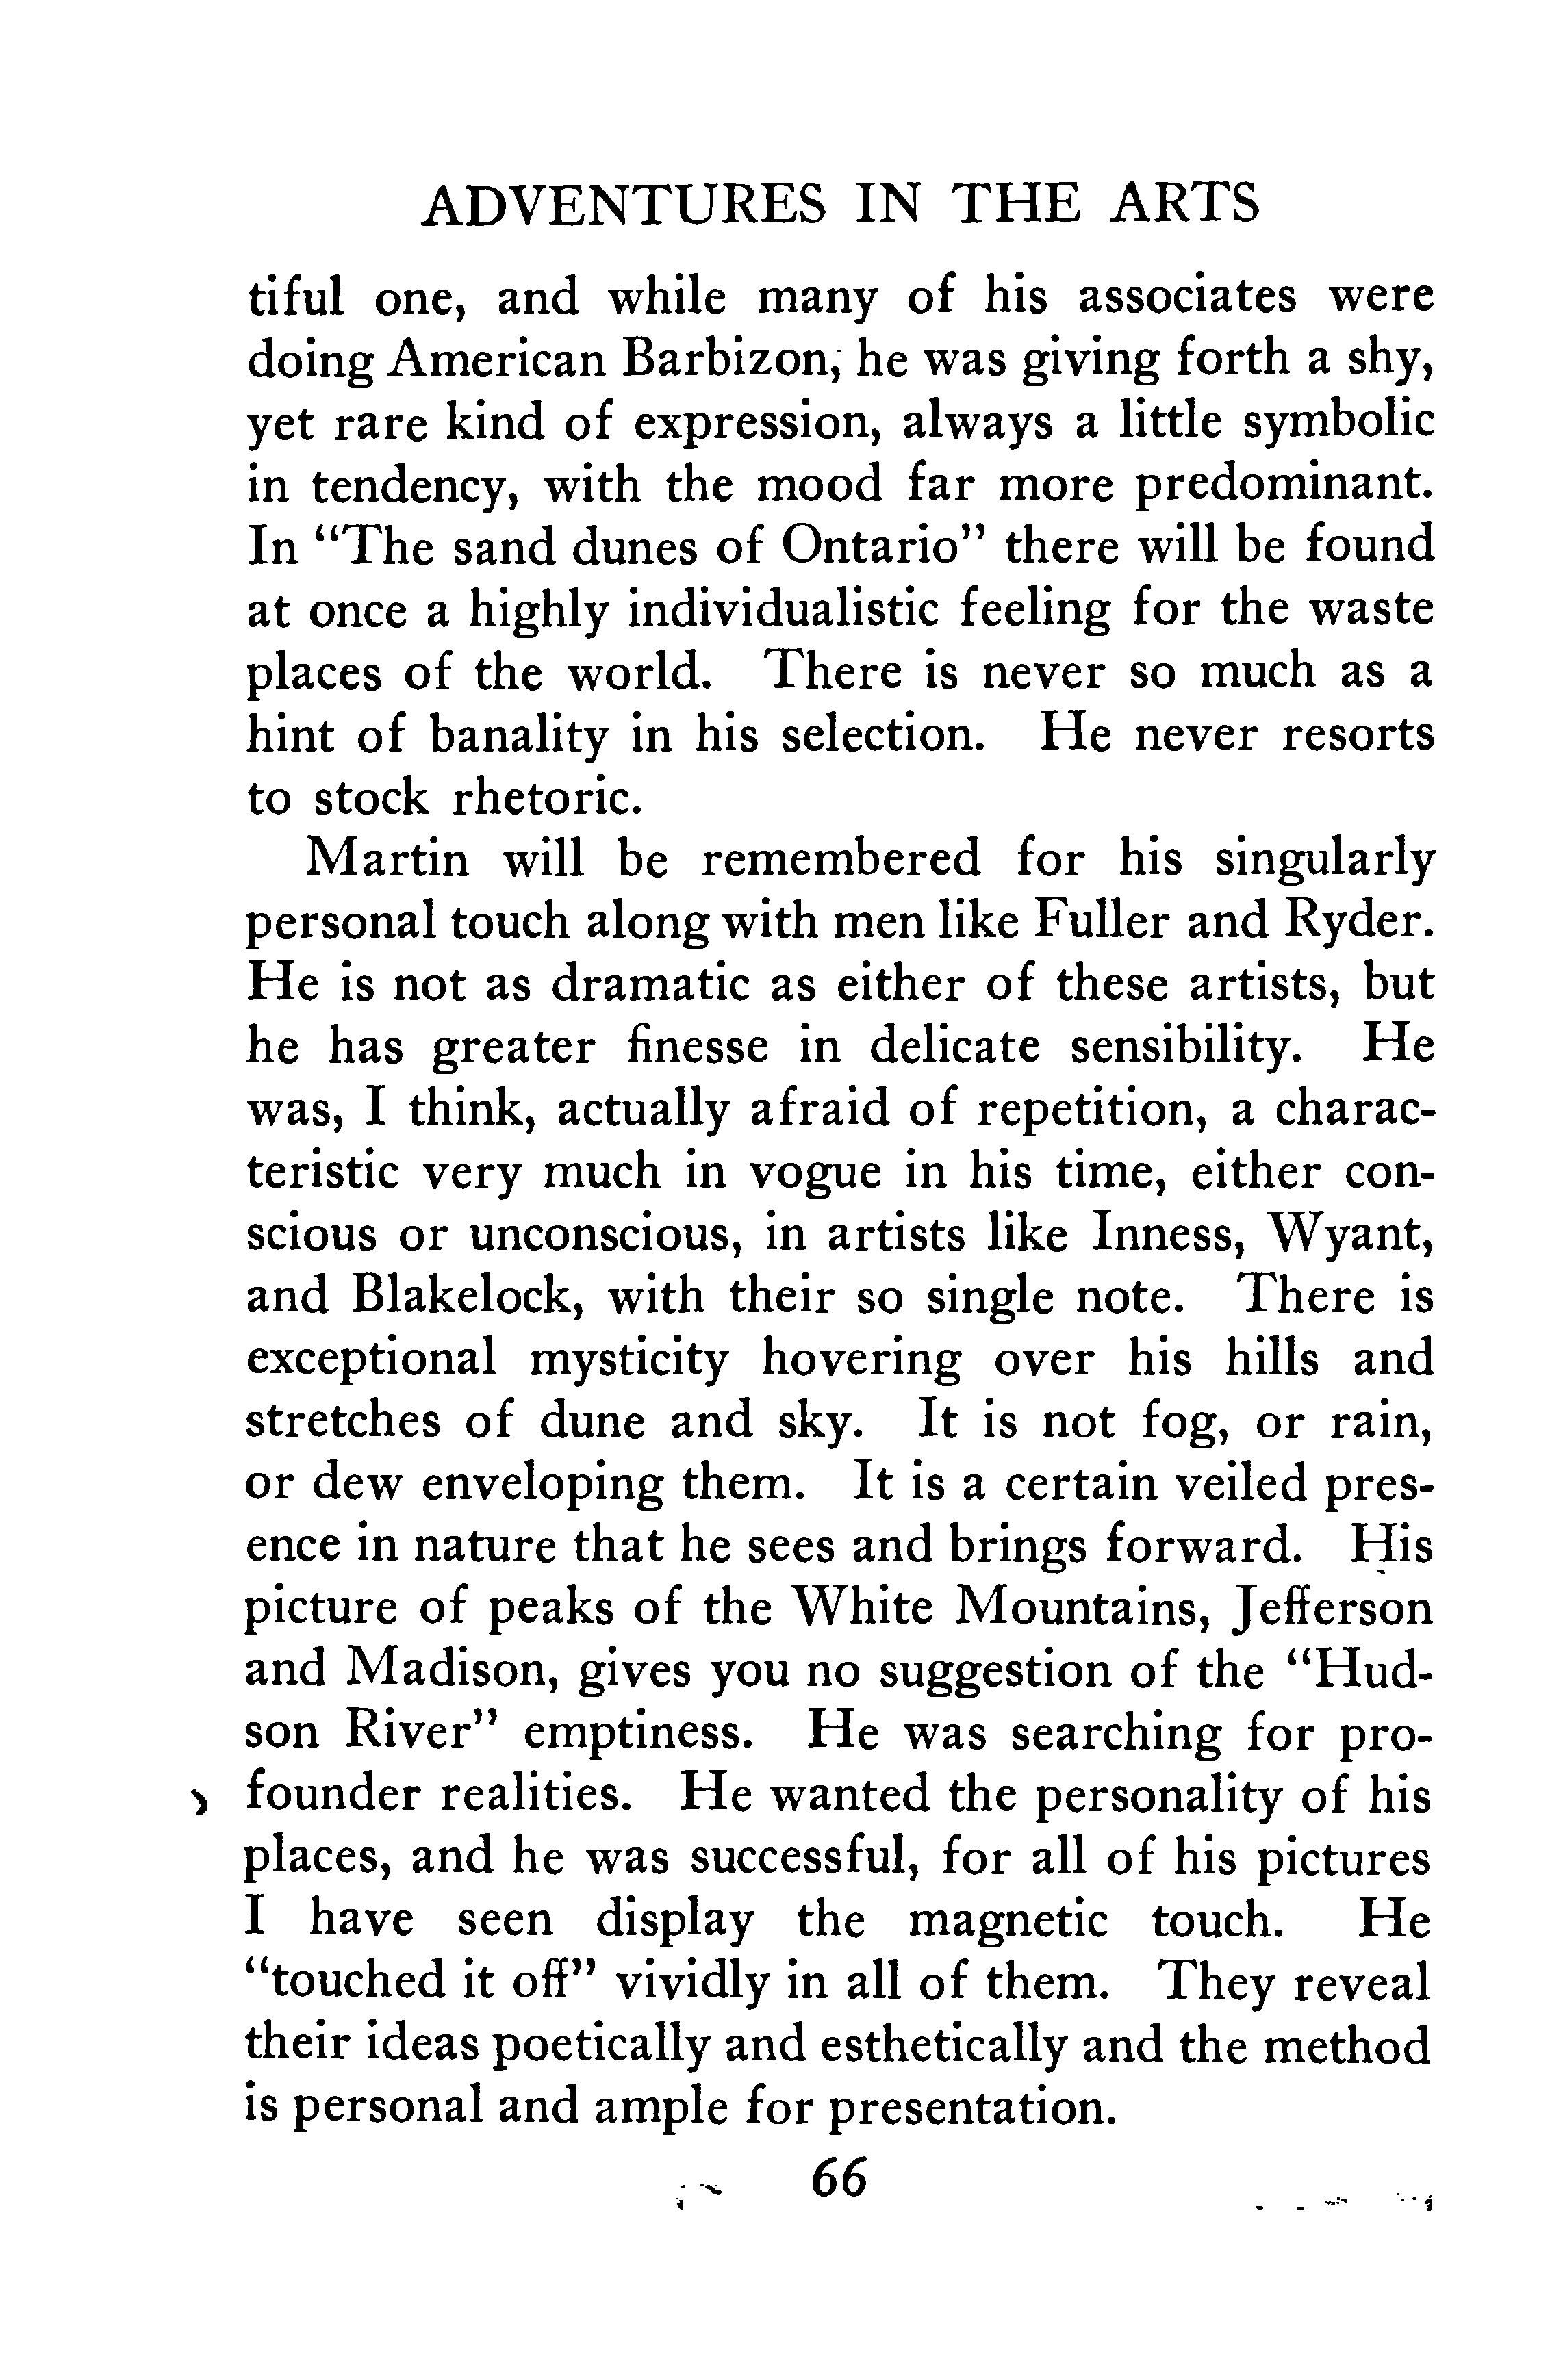 ADVENTURES IN THE ARTS
tiful one, and while many of his associates were
doing American Barbizon, he was giving forth a shy,
yet rare kind of expression, always a little symbolic
in tendency, with the mood far more predominant.
In “The sand dunes of Ontario” there will be found
at once a highly individualistic feeling for the waste
places of the world. There is never so much as a
hint of banality in his selection. He never resorts
to stock rhetoric.
Martin will be remembered for his singularly
personal touch along with men like Fuller and Ryder.
He is not as dramatic as either of these artists, but
he has greater finesse in delicate sensibility. He
was, I think, actually afraid of repetition, a charac-
teristic very much in vogue in his time, either con-
scious or unconscious, in artists like Inness, Wyant,
and Blakelock, with their so single note. There is
exceptional mysticity hovering over his hills and
stretches of dune and sky. It is not fog, or rain,
or dew enveloping them. It is a certain veiled pres-
ence in nature that he sees and brings forward. His
picture of peaks of the White Mountains, Jefferson
and Madison, gives you no suggestion of the “Hud-
son River” emptiness. He was searching for pro-
founder realities. He wanted the personality of his
places, and he was successful, for all of his pictures
I have seen display the magnetic touch. He
“touched it off” vividly in all of them. They reveal
their ideas poetically and esthetically and the method
is personal and ample for presentation.
66